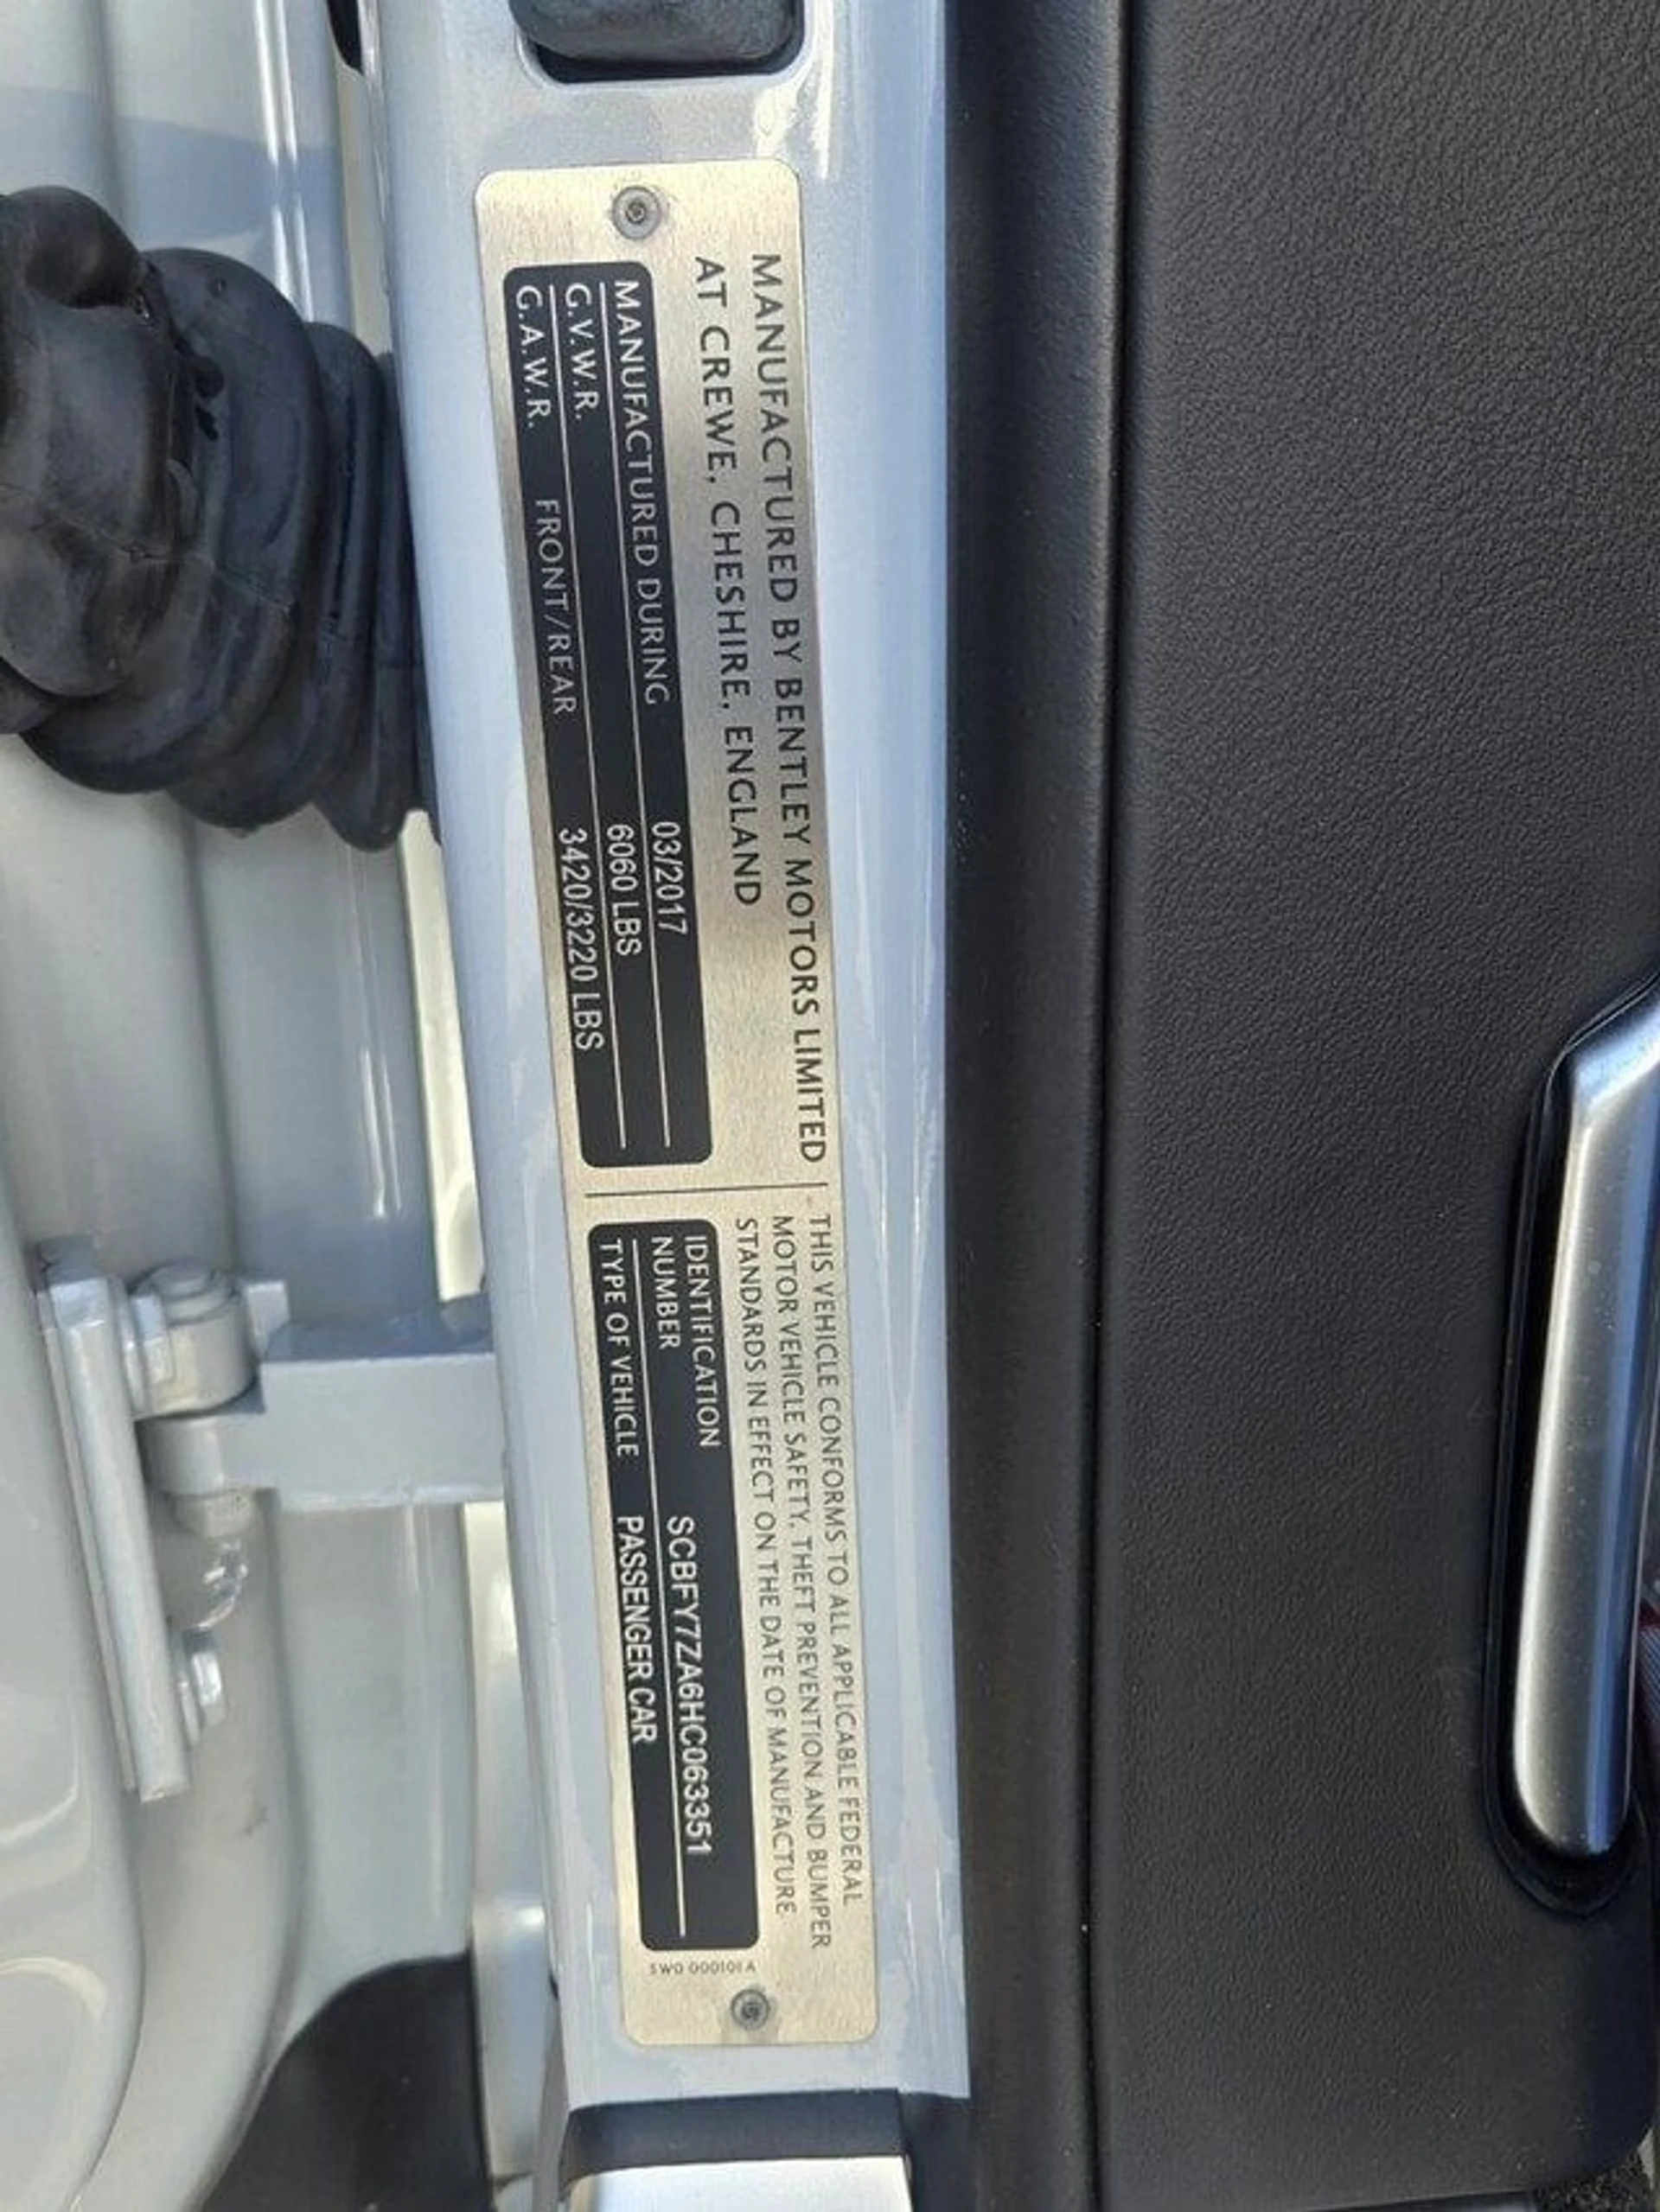 MANUFACTURED BY BENTLEY MOTORS LIMITED
AT CREWE, CHESHIRE, ENGLAND
MANUFACTURED DURING 03/2017
G.V.W.R. 6060 LBS
G.A.W.R. FRONT/REAR 3420/3220 LBS
THIS VEHICLE CONFORMS TO ALL APPLICABLE FEDERAL
MOTOR VEHICLE SAFETY, THEFT PREVENTION AND BUMPER
STANDARDS IN EFFECT ON THE DATE OF MANUFACTURE
IDENTIFICATION
NUMBER SCBFY7ZA6HC063351
TYPE OF VEHICLE PASSENGER CAR
3W0 000101A